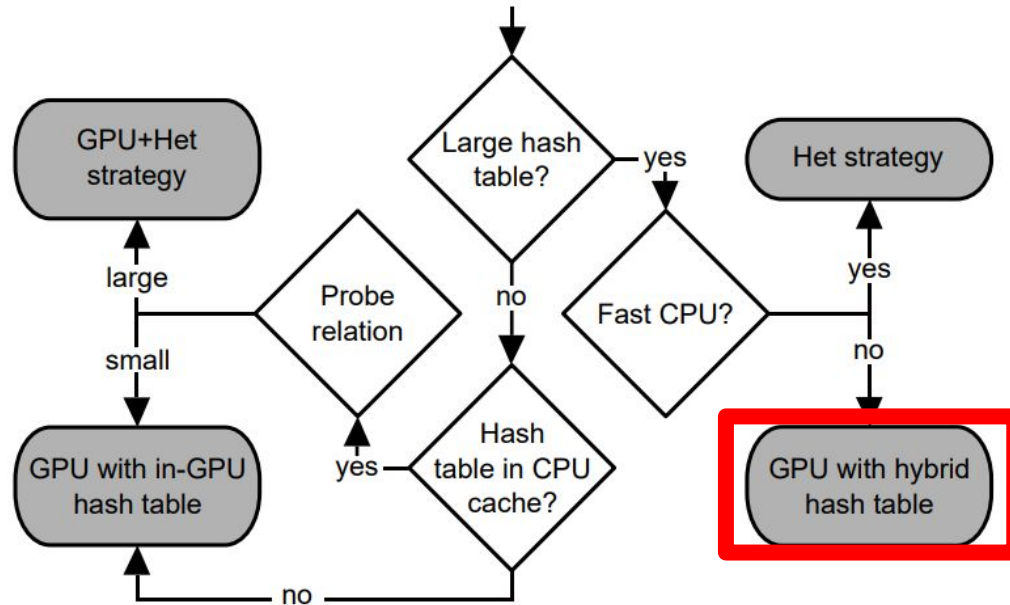 GPU+Het
strategy
Large hash
table?
yes
Het strategy
large
Probe
relation
no
Fast CPU?
yes
small
no
GPU with in-GPU
hash table
yes
Hash
table in CPU
cache?
GPU with hybrid
hash table
no